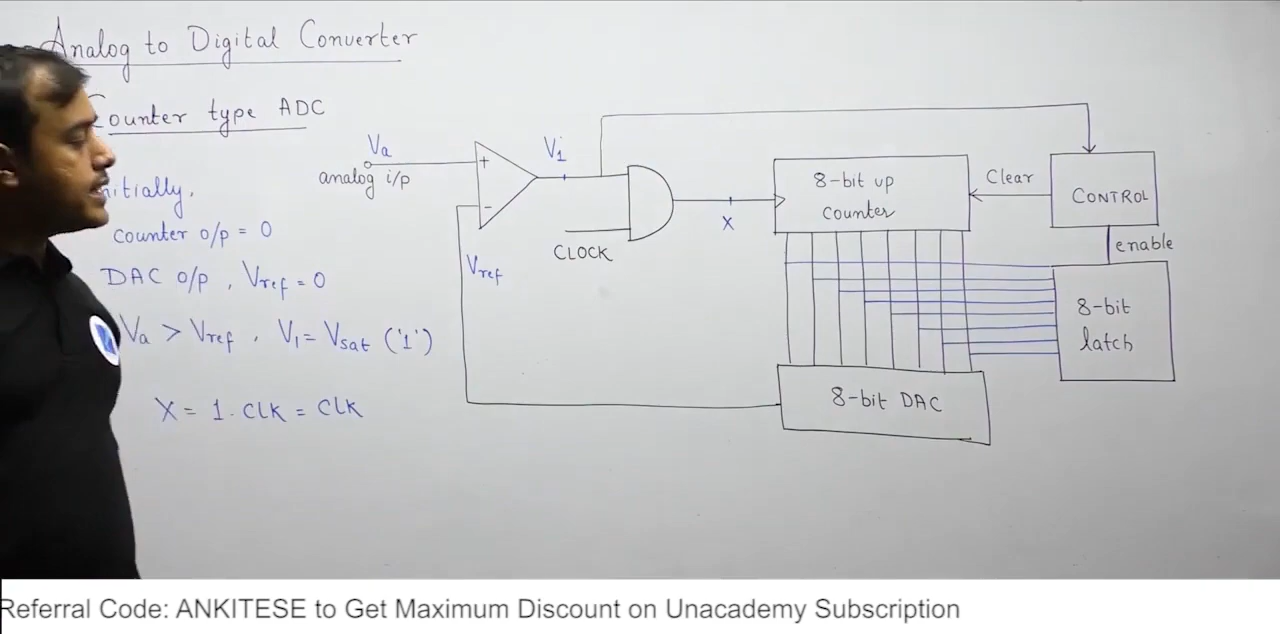 Analog to Digital Converter
Counter type ADC
Va
analog i/p
+
-
V1
Vref
CLOCK
X
8-bit up
counter
Clear
CONTROL
enable
8-bit
latch
8-bit DAC
nitially,
counter o/p = 0
DAC o/p , Vref = 0
Va > Vref , V1 = Vsat ('1')
X = 1 . CLK = CLK
Referral Code: ANKITESE to Get Maximum Discount on Unacademy Subscription